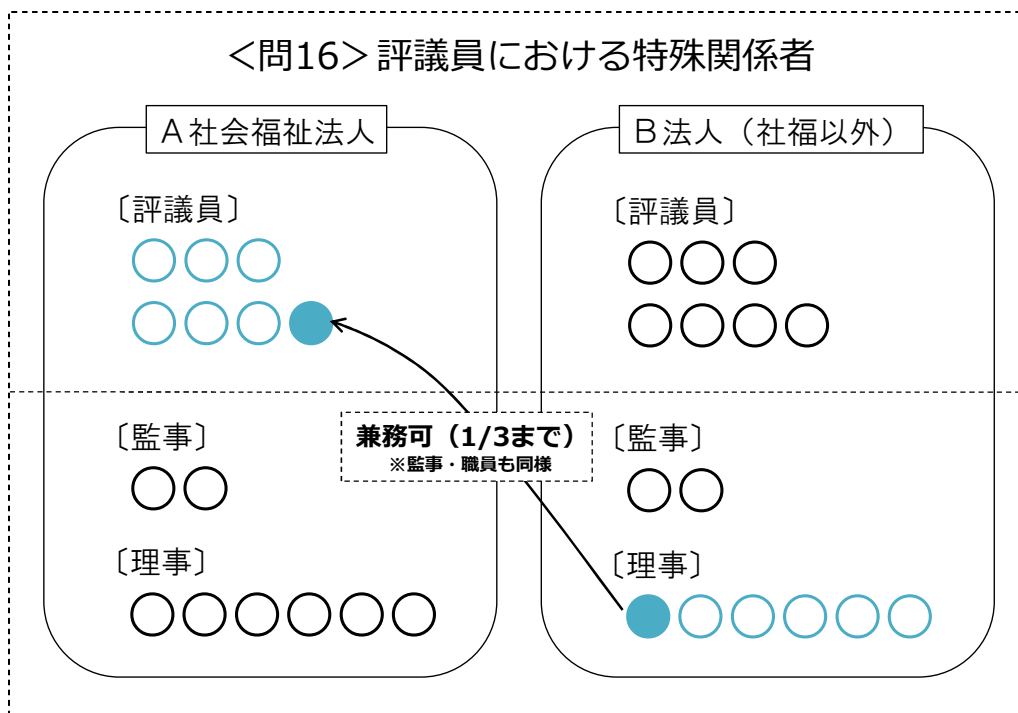 ＜問16＞評議員における特殊関係者
Ａ社会福祉法人
〔評議員〕
〔監事〕
〔理事〕
兼務可（1/3まで）
※監事・職員も同様
Ｂ法人（社福以外）
〔評議員〕
〔監事〕
〔理事〕